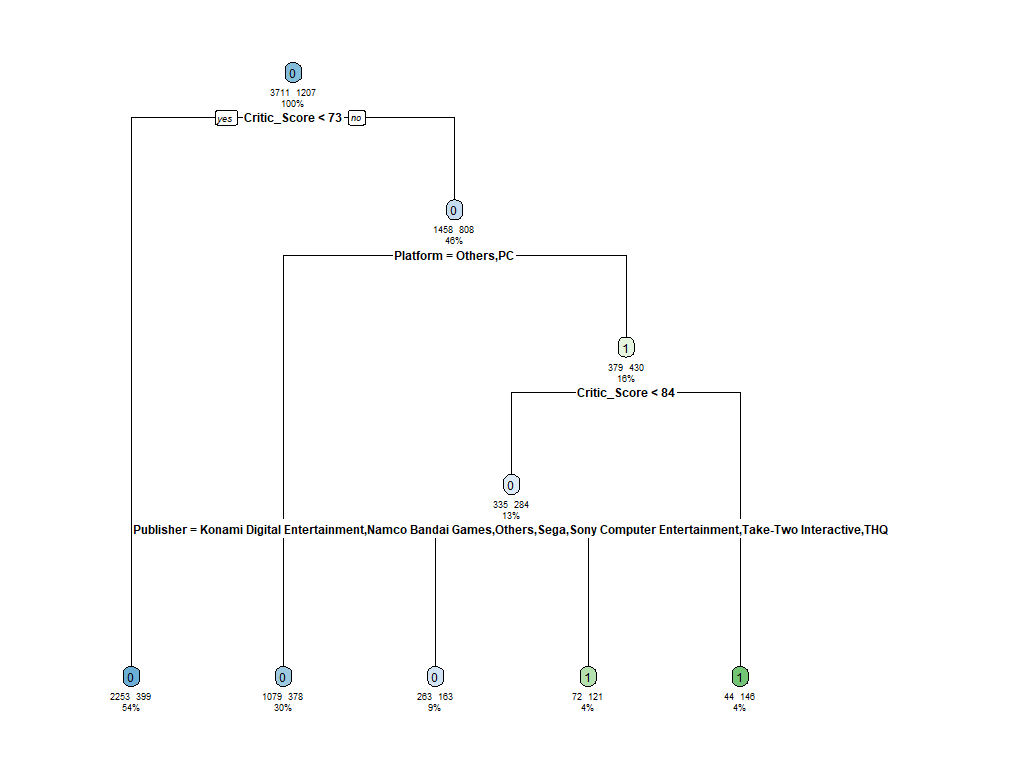 0
3711 1207
100%
yes Critic_Score < 73 no
0
1458 808
46%
Platform = Others,PC
1
379 430
16%
Critic_Score < 84
0
335 284
13%
Publisher = Konami Digital Entertainment,Namco Bandai Games,Others,Sega,Sony Computer Entertainment,Take-Two Interactive,THQ
0 0 0 1 1
2253 399 1079 378 263 163 72 121 44 146
54% 30% 9% 4% 4%